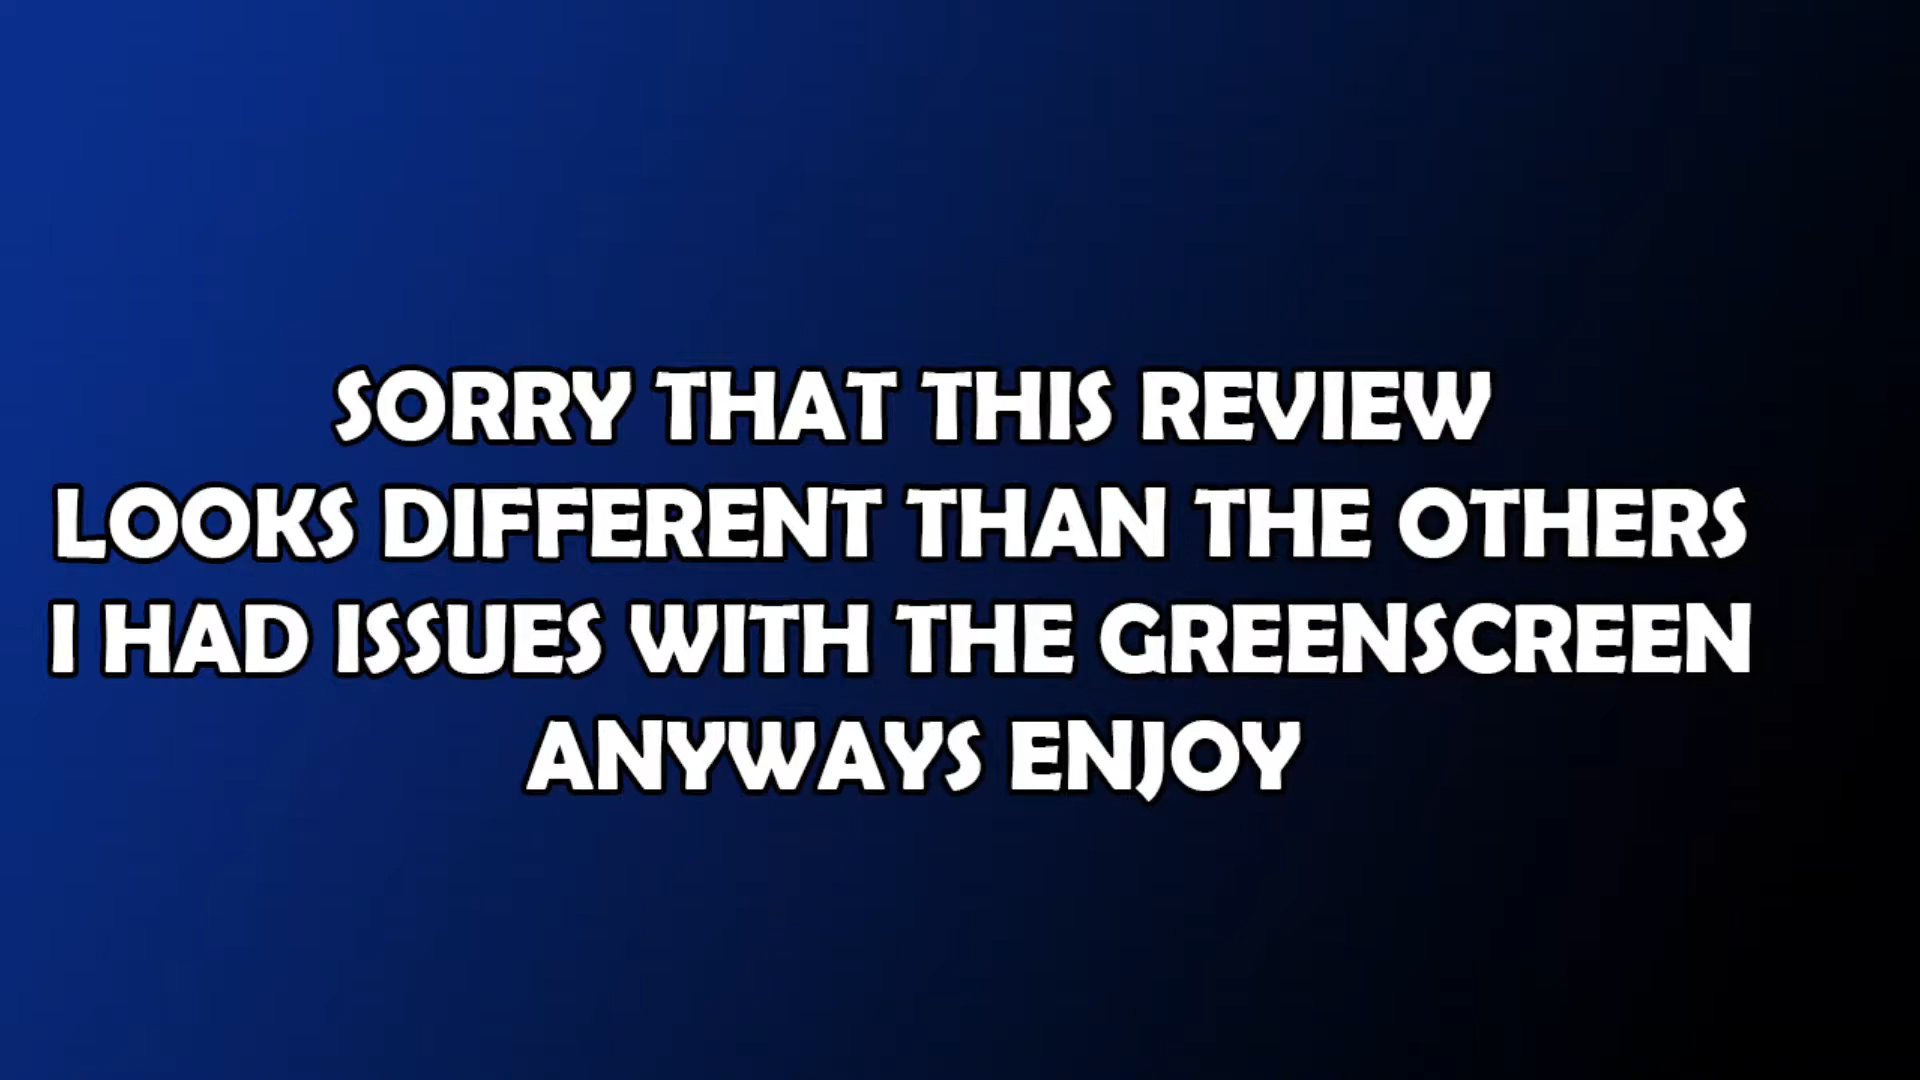 SORRY THAT THIS REVIEW
LOOKS DIFFERENT THAN THE OTHERS
I HAD ISSUES WITH THE GREENSCREEN
ANYWAYS ENJOY